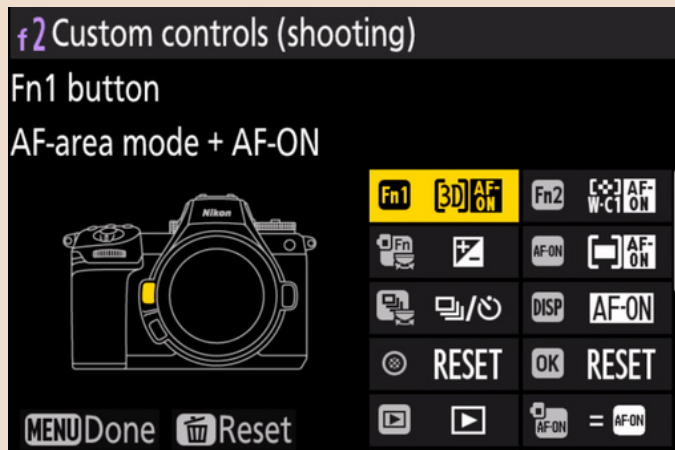 f2 Custom controls (shooting)
Fn1 button
AF-area mode + AF-ON
Nikon
Fn1 [3D] AF-ON Fn2 W-C1 AF-ON
Fn AF-ON AF-ON
DISP AF-ON
RESET OK RESET
AF-ON = AF-ON
MENU Done Reset